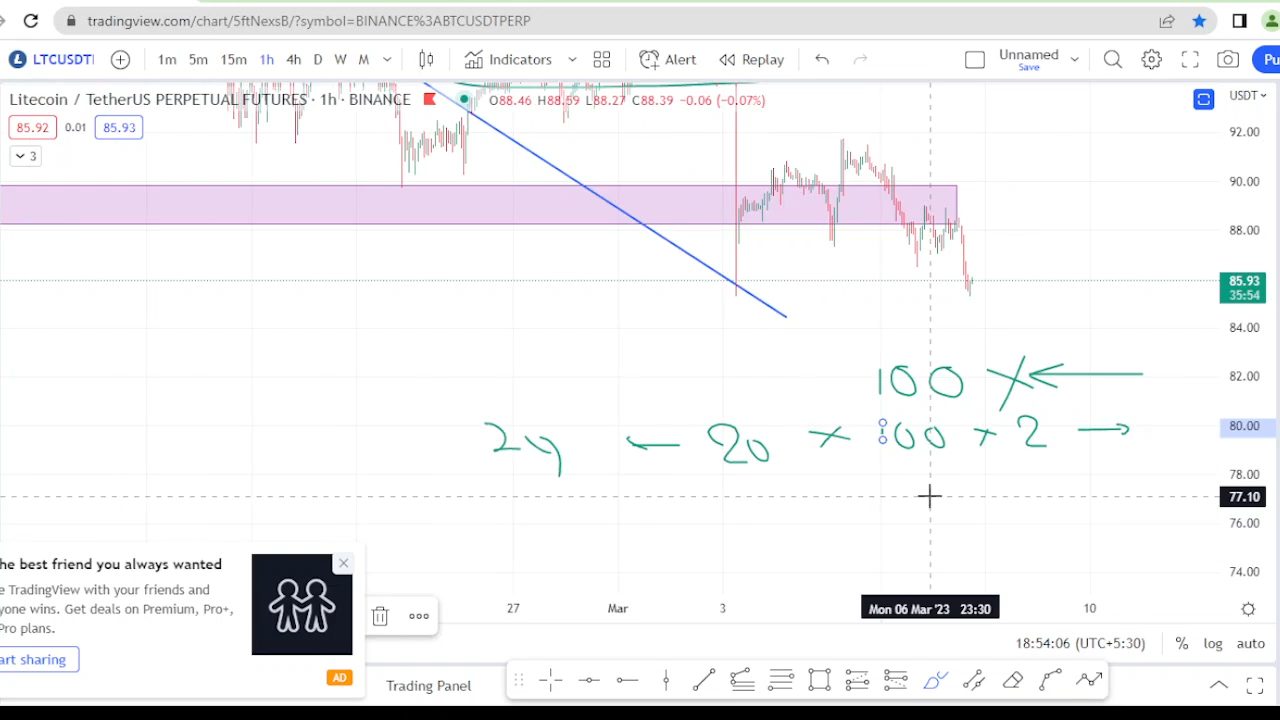 tradingview.com/chart/5ftNexsB/?symbol=BINANCE%3ABTCUSDTPERP
LTCUSDTI 1m 5m 15m 1h 4h D W M Indicators Alert Replay Unnamed Save Pu
Litecoin / TetherUS PERPETUAL FUTURES · 1h · BINANCE O88.46 H88.59 L88.27 C88.39 -0.06 (-0.07%) USDT
85.92 0.01 85.93
3
92.00
90.00
88.00
85.93
35:54
84.00
82.00
80.00
78.00
77.10
76.00
74.00
100 X ←
24 ← 20 × 100 + 2 →
he best friend you always wanted
e TradingView with your friends and
yone wins. Get deals on Premium, Pro+,
Pro plans.
art sharing
AD
27 Mar 3 Mon 06 Mar '23 23:30 10
18:54:06 (UTC+5:30) % log auto
Trading Panel